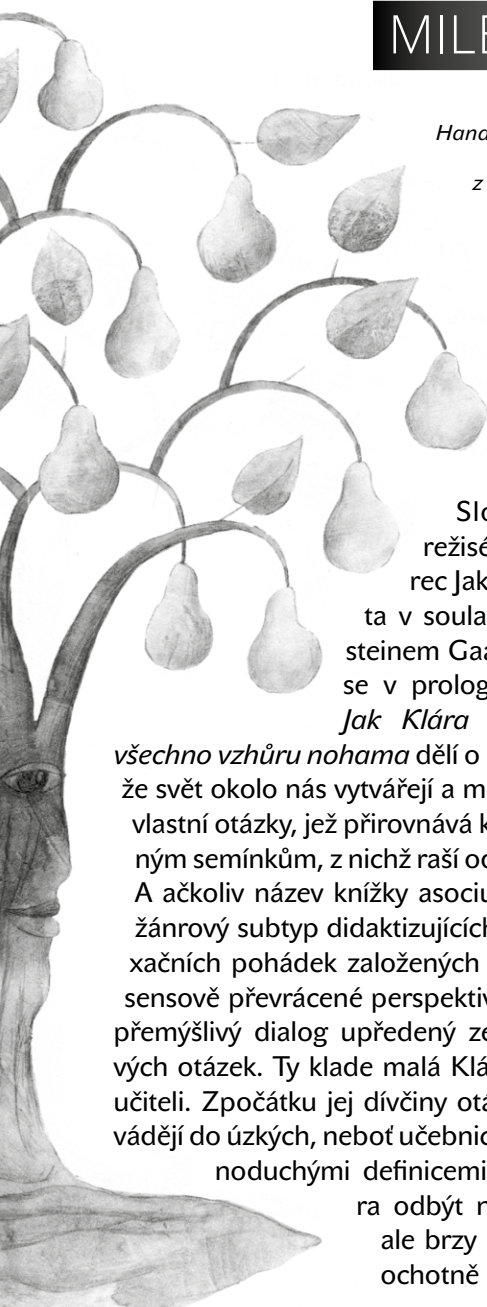 MILE
Hand
z
Slo
režisé
rec Jak
ta v soula
steinem Gaa
se v prolog
Jak Klára
všechno vzhůru nohama dělí o
že svět okolo nás vytvářejí a m
vlastní otázky, jež přirovnává k
ným semínkům, z nichž raší oc
A ačkoliv název knížky asociu
žánrový subtyp didaktizujících
xačních pohádek založených
sensově převrácené perspektiv
přemýšlivý dialog upředený ze
vých otázek. Ty klade malá Klá
učiteli. Zpočátku jej dívčiny otá
vádějí do úzkých, neboť učebnic
noduchými definicemi
ra odbýt n
ale brzy
ochotně